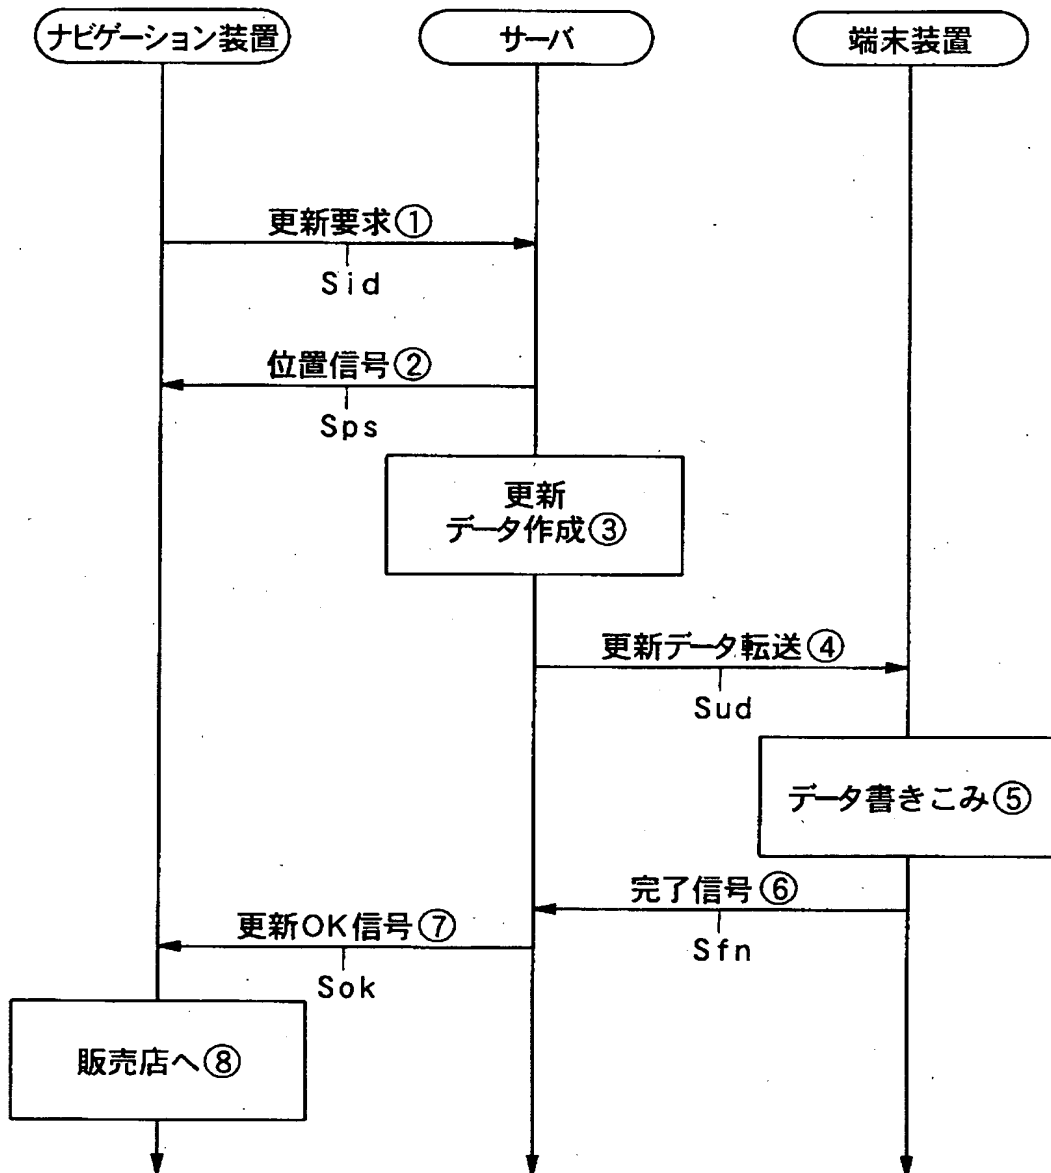 ナビゲーション装置
サーバ
端末装置
更新要求①
Sid
位置信号②
Sps
更新
データ作成③
更新データ転送④
Sud
データ書きこみ⑤
完了信号⑥
Sfn
更新OK信号⑦
Sok
販売店へ⑧